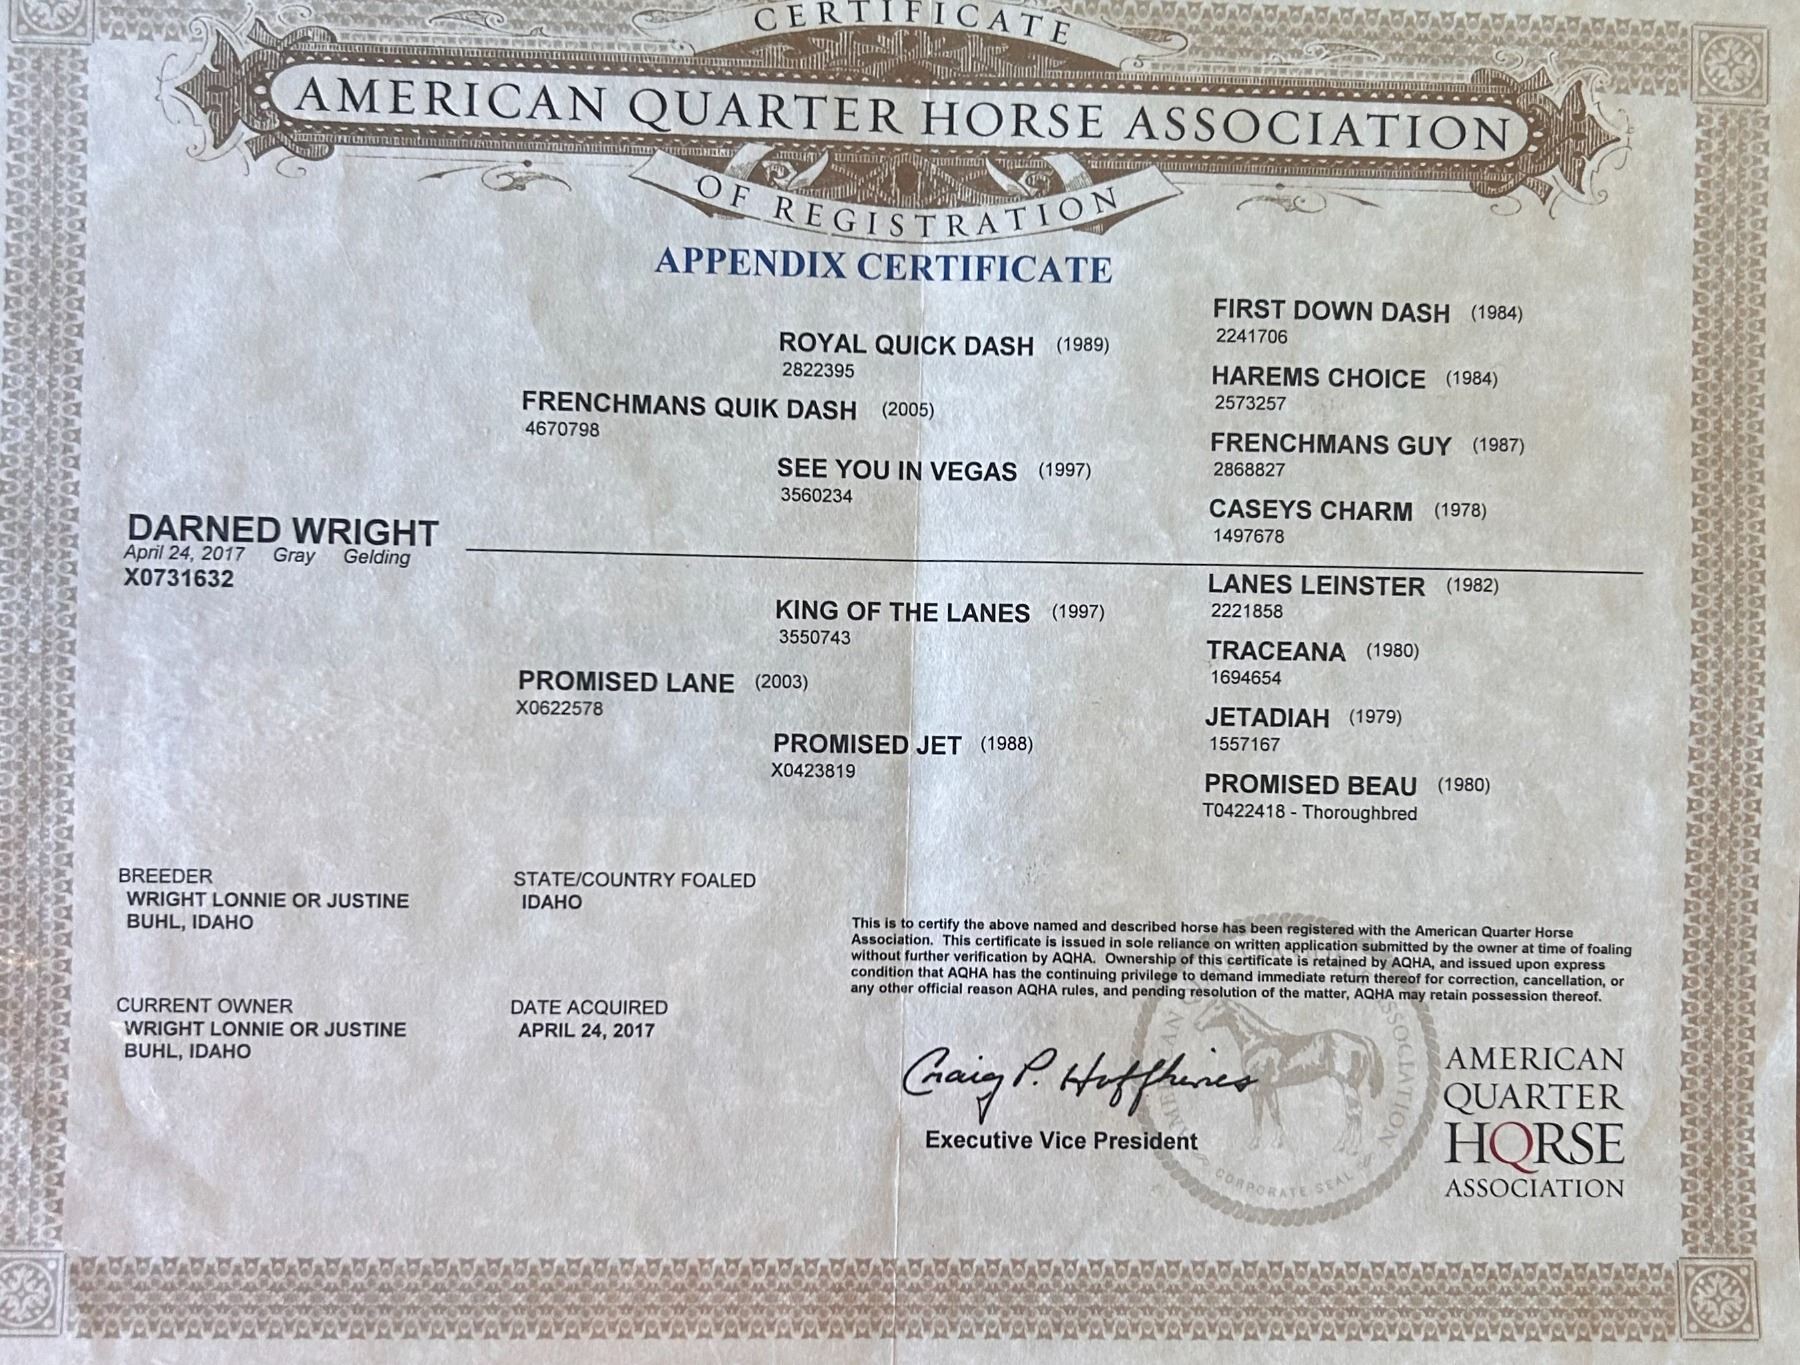 CERTIFICATE
AMERICAN QUARTER HORSE ASSOCIATION
OF REGISTRATION
APPENDIX CERTIFICATE
FIRST DOWN DASH (1984)
2241706
ROYAL QUICK DASH (1989)
2822395
HAREMS CHOICE (1984)
2573257
FRENCHMANS QUIK DASH (2005)
4670798
FRENCHMANS GUY (1987)
2868827
SEE YOU IN VEGAS (1997)
3560234
CASEYS CHARM (1978)
1497678
DARNED WRIGHT
April 24, 2017 Gray Gelding
X0731632
LANES LEINSTER (1982)
2221858
KING OF THE LANES (1997)
3550743
TRACEANA (1980)
1694654
PROMISED LANE (2003)
X0622578
JETADIAH (1979)
1557167
PROMISED JET (1988)
X0423819
PROMISED BEAU (1980)
T0422418 - Thoroughbred
BREEDER
WRIGHT LONNIE OR JUSTINE
BUHL, IDAHO
STATE/COUNTRY FOALED
IDAHO
CURRENT OWNER
WRIGHT LONNIE OR JUSTINE
BUHL, IDAHO
DATE ACQUIRED
APRIL 24, 2017
This is to certify the above named and described horse has been registered with the American Quarter Horse
Association. This certificate is issued in sole reliance on written application submitted by the owner at time of foaling
without further verification by AQHA. Ownership of this certificate is retained by AQHA, and issued upon express
condition that AQHA has the continuing privilege to demand immediate return thereof for correction, cancellation, or
any other official reason AQHA rules, and pending resolution of the matter, AQHA may retain possession thereof.
Craig P. Huffhines
Executive Vice President
ASSOCIATION
CORPORATE SEAL
AMERICAN
QUARTER
HORSE
ASSOCIATION